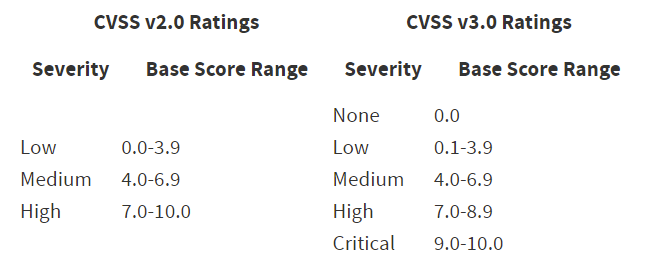 CVSS v2.0 Ratings CVSS v3.0 Ratings
Severity Base Score Range Severity Base Score Range
None 0.0
Low 0.0-3.9 Low 0.1-3.9
Medium 4.0-6.9 Medium 4.0-6.9
High 7.0-10.0 High 7.0-8.9
Critical 9.0-10.0